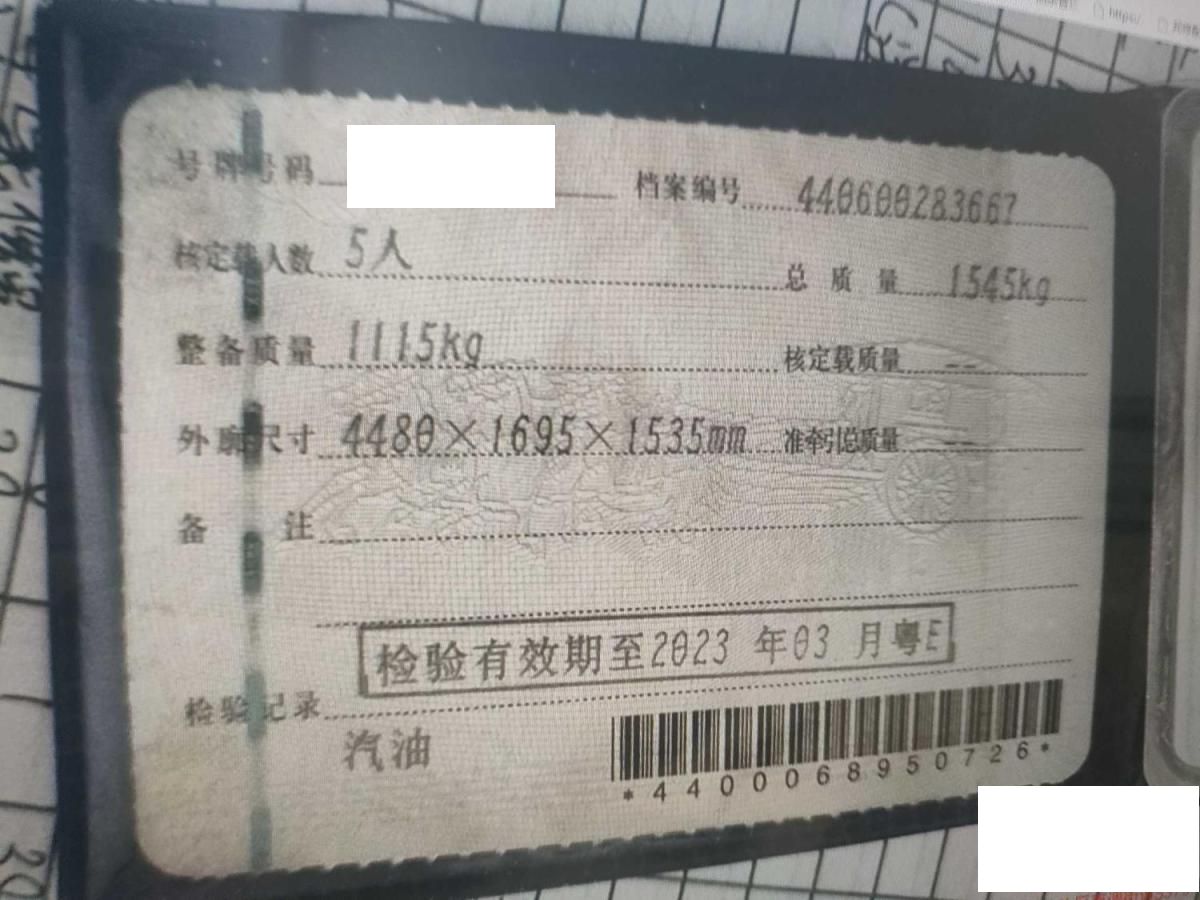 号牌号码 档案编号 440600283667
核定载人数 5人 总质量 1545kg
整备质量 1115kg 核定载质量 --
外廓尺寸 4480×1695×1535mm 准牵引总质量 --
备注
检验有效期至2023年03月粤E
检验记录
汽油
*4400068950726*
https:/